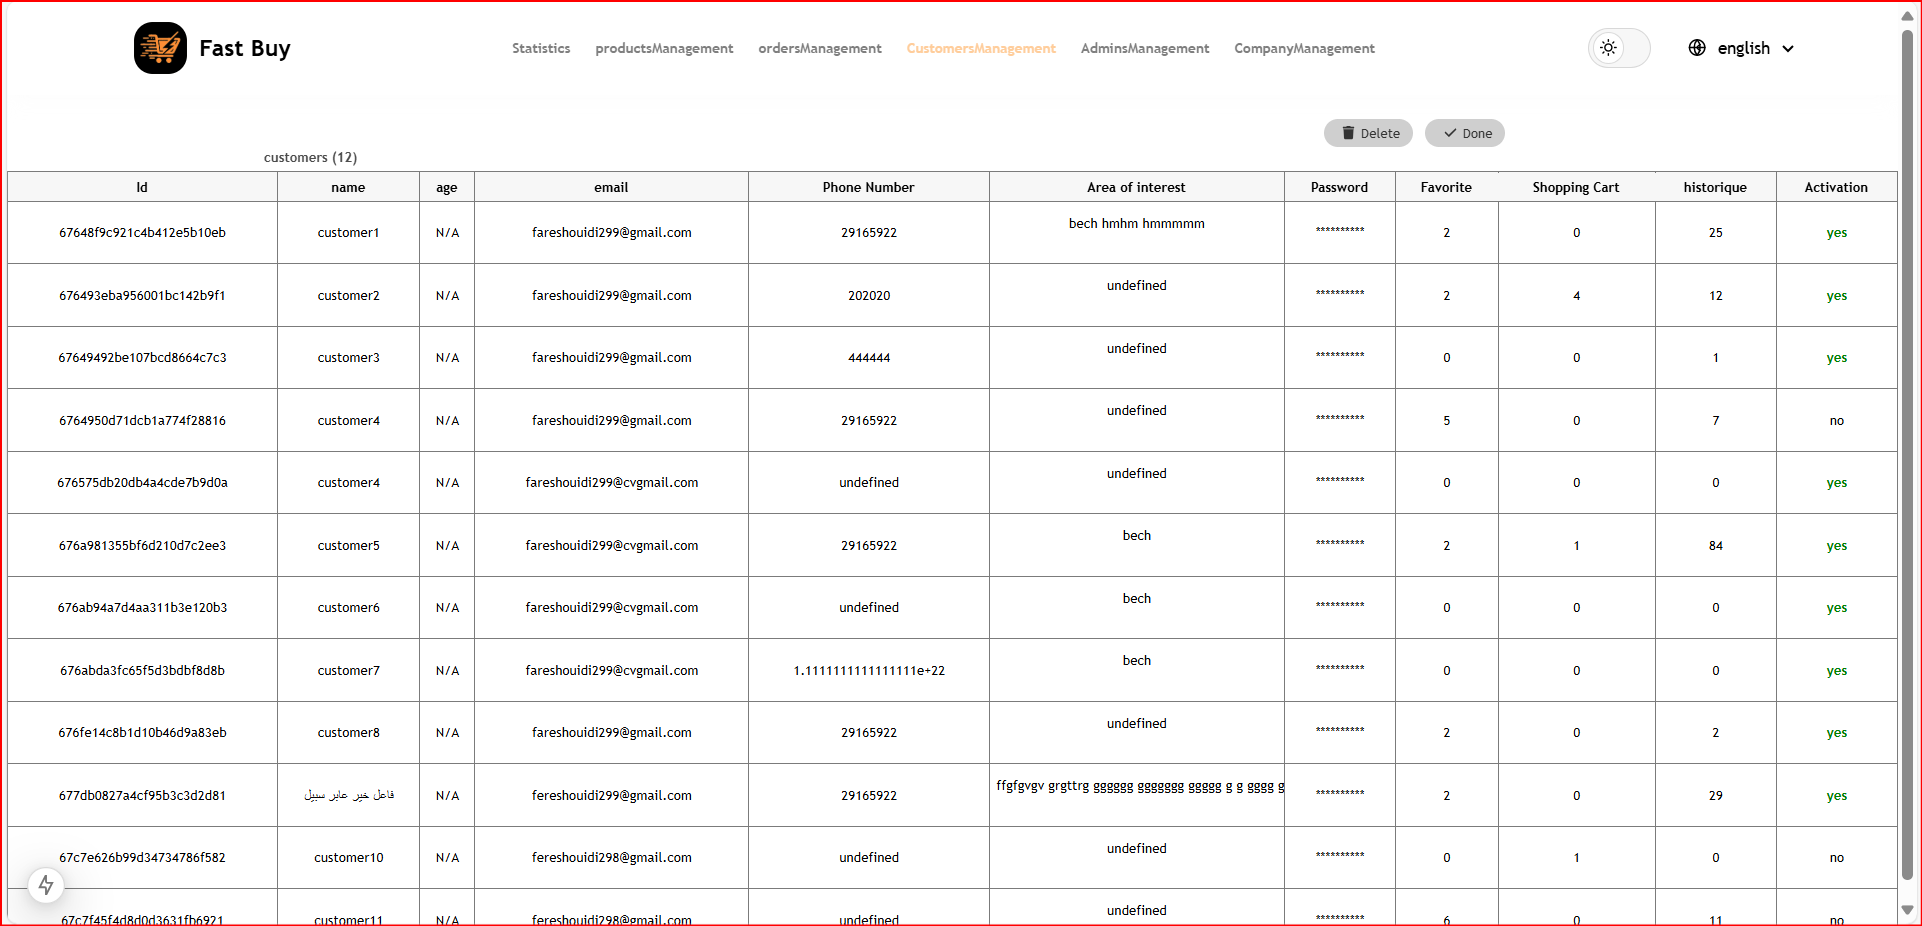 Fast Buy
Statistics productsManagement ordersManagement CustomersManagement AdminsManagement CompanyManagement
english
Delete Done
customers (12)
Id name age email Phone Number Area of interest Password Favorite Shopping Cart historique Activation
67648f9c921c4b412e5b10eb customer1 N/A fareshouidi299@gmail.com 29165922 bech hmhm hmmmmm ********** 2 0 25 yes
676493eba956001bc142b9f1 customer2 N/A fareshouidi299@gmail.com 202020 undefined ********** 2 4 12 yes
67649492be107bcd8664c7c3 customer3 N/A fareshouidi299@gmail.com 444444 undefined ********** 0 0 1 yes
6764950d71dcb1a774f28816 customer4 N/A fareshouidi299@gmail.com 29165922 undefined ********** 5 0 7 no
676575db20db4a4cde7b9d0a customer4 N/A fareshouidi299@cvgmail.com undefined undefined ********** 0 0 0 yes
676a981355bf6d210d7c2ee3 customer5 N/A fareshouidi299@cvgmail.com 29165922 bech ********** 2 1 84 yes
676ab94a7d4aa311b3e120b3 customer6 N/A fareshouidi299@cvgmail.com undefined bech ********** 0 0 0 yes
676abda3fc65f5d3bdbf8d8b customer7 N/A fareshouidi299@cvgmail.com 1.1111111111111111e+22 bech ********** 0 0 0 yes
676fe14c8b1d10b46d9a83eb customer8 N/A fareshouidi299@gmail.com 29165922 undefined ********** 2 0 2 yes
677db0827a4cf95b3c3d2d81 فاعل خير عابر سبيل N/A fereshouidi299@gmail.com 29165922 ffgfgvgv grgttrg gggggg ggggggg ggggg g g gggg g ********** 2 0 29 yes
67c7e626b99d34734786f582 customer10 N/A fereshouidi298@gmail.com undefined undefined ********** 0 1 0 no
67c7f45f4d8d0d3631fb6921 customer11 N/A fereshouidi298@gmail.com undefined undefined ********** 6 0 11 no